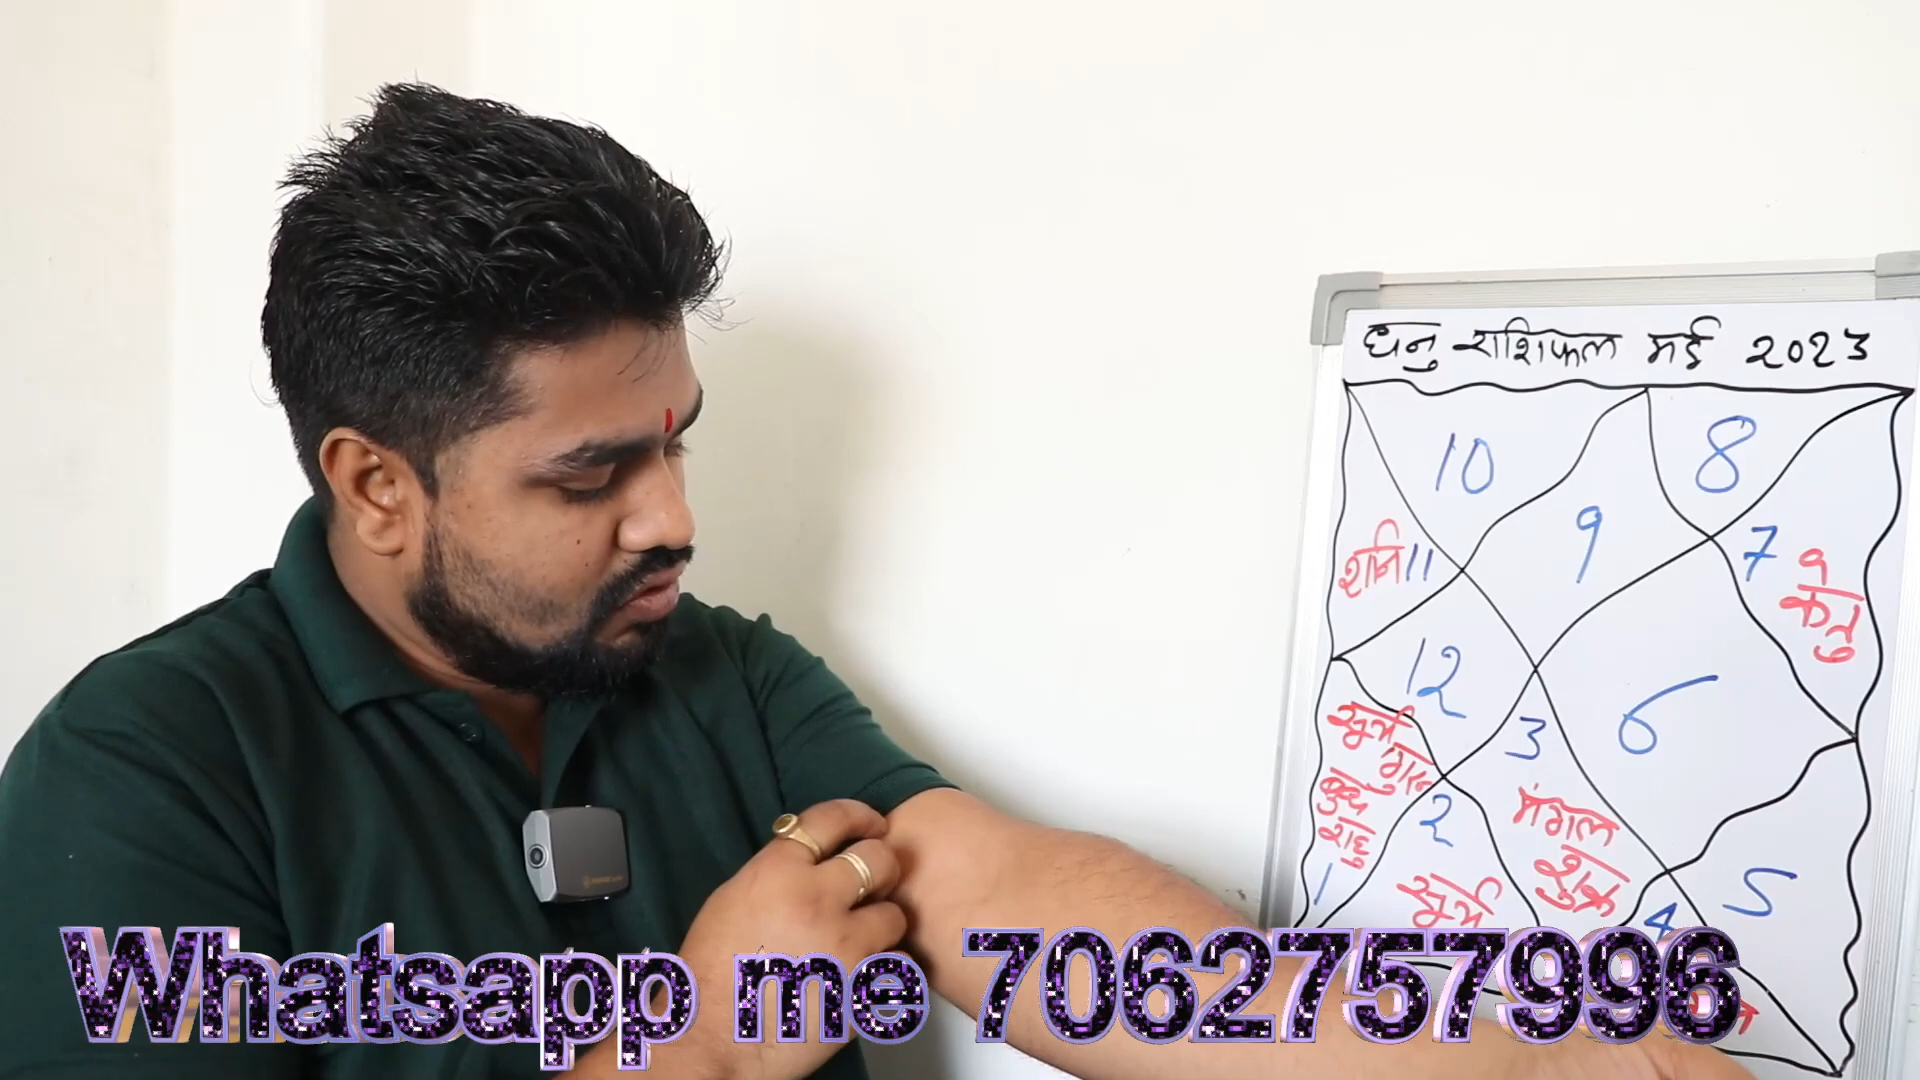 धनु राशिफल मई 2023
10
8
9
7
शनि 11
९
केतु
12
6
3
सूर्य
गुरु
बुध
राहु
1
2
सूर्य
मंगल
शुक्र
4
5
Whatsapp me 7062757996